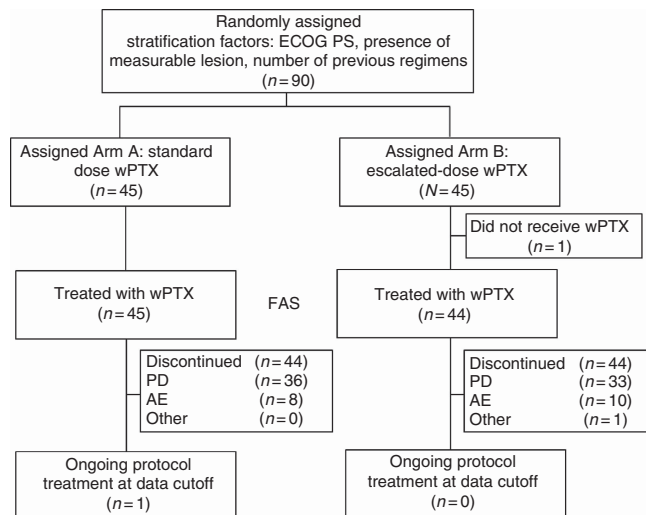 Randomly assigned
stratification factors: ECOG PS, presence of
measurable lesion, number of previous regimens
(n=90)
Assigned Arm A: standard
dose wPTX
(n=45)
Assigned Arm B:
escalated-dose wPTX
(N=45)
Did not receive wPTX
(n=1)
Treated with wPTX
(n=45)
FAS
Treated with wPTX
(n=44)
Discontinued (n=44)
PD (n=36)
AE (n=8)
Other (n=0)
Discontinued (n=44)
PD (n=33)
AE (n=10)
Other (n=1)
Ongoing protocol
treatment at data cutoff
(n=1)
Ongoing protocol
treatment at data cutoff
(n=0)